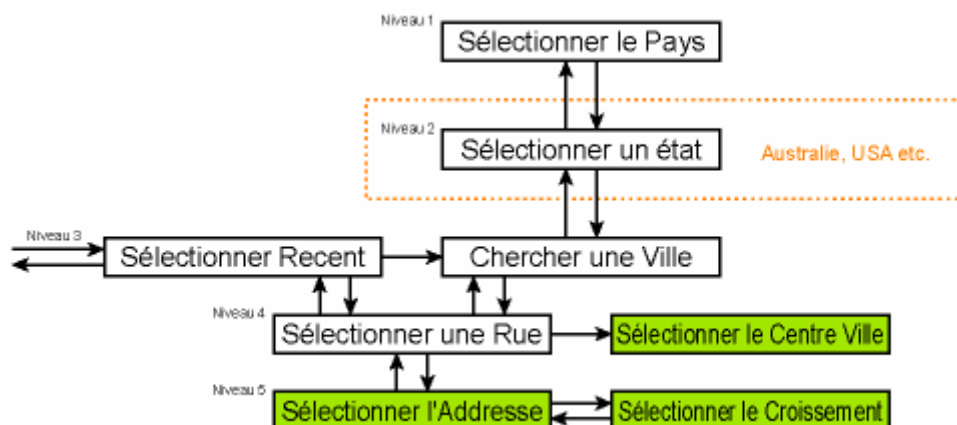 Niveau 1
Sélectionner le Pays
Niveau 2
Sélectionner un état
Australie, USA etc.
Niveau 3
Sélectionner Recent
Chercher une Ville
Niveau 4
Sélectionner une Rue
Sélectionner le Centre Ville
Niveau 5
Sélectionner l'Addresse
Sélectionner le Croissement